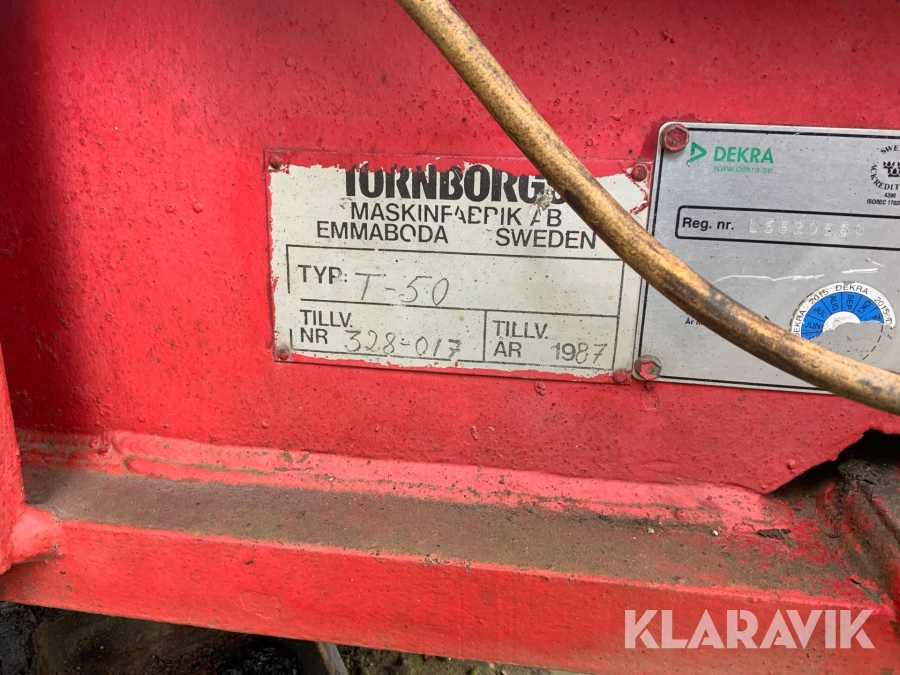 TORNBORGS
MASKINFABRIK AB
EMMABODA SWEDEN
TYP. T-50
TILLV. NR 328-017
TILLV. ÅR 1987
DEKRA
www.dekra.se
Reg. nr.
DEKRA
2015
KLARAVIK